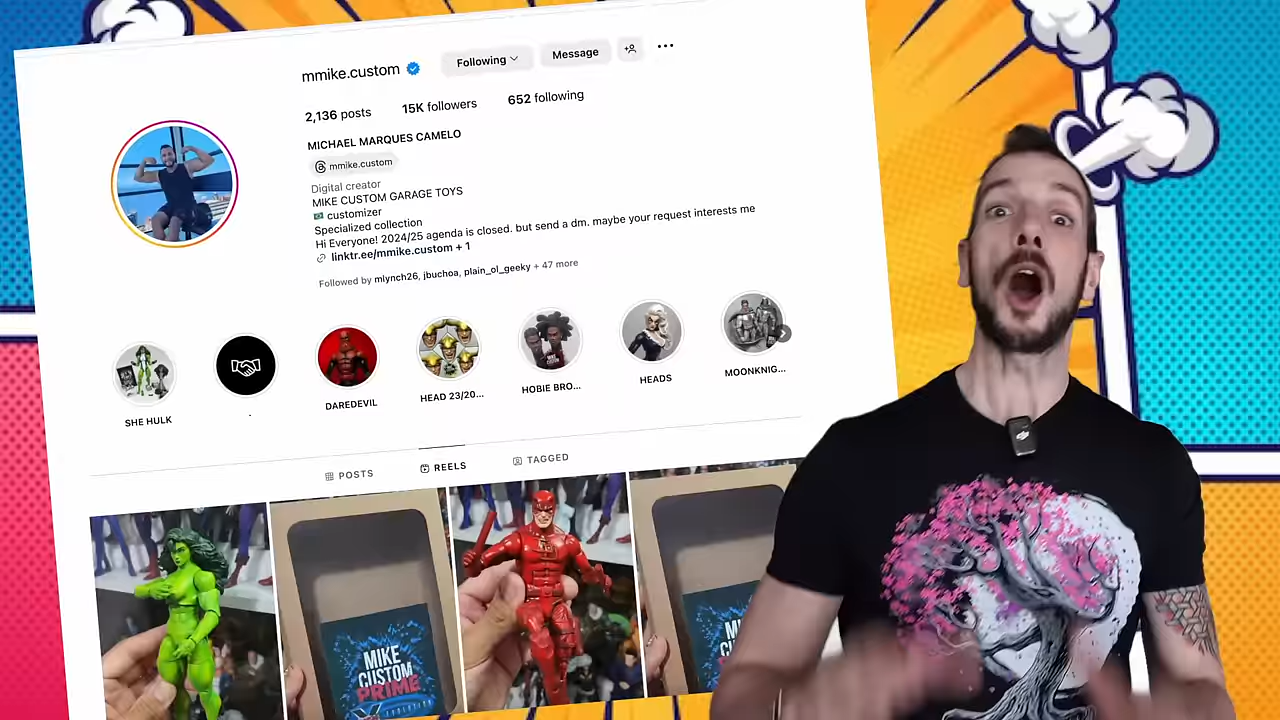 mmike.custom
Following
Message
2,136 posts
15K followers
652 following
MICHAEL MARQUES CAMELO
mmike.custom
Digital creator
MIKE CUSTOM GARAGE TOYS
customizer
Specialized collection
Hi Everyone! 2024/25 agenda is closed. but send a dm. maybe your request interests me
linktr.ee/mmike.custom + 1
Followed by mlynch26, jbuchoa, plain_ol_geeky + 47 more
SHE HULK
.
DAREDEVIL
HEAD 23/20...
HOBIE BRO...
HEADS
MOONKNIG...
POSTS
REELS
TAGGED
MIKE
CUSTOM
PRIME
EVOLUTION
dji